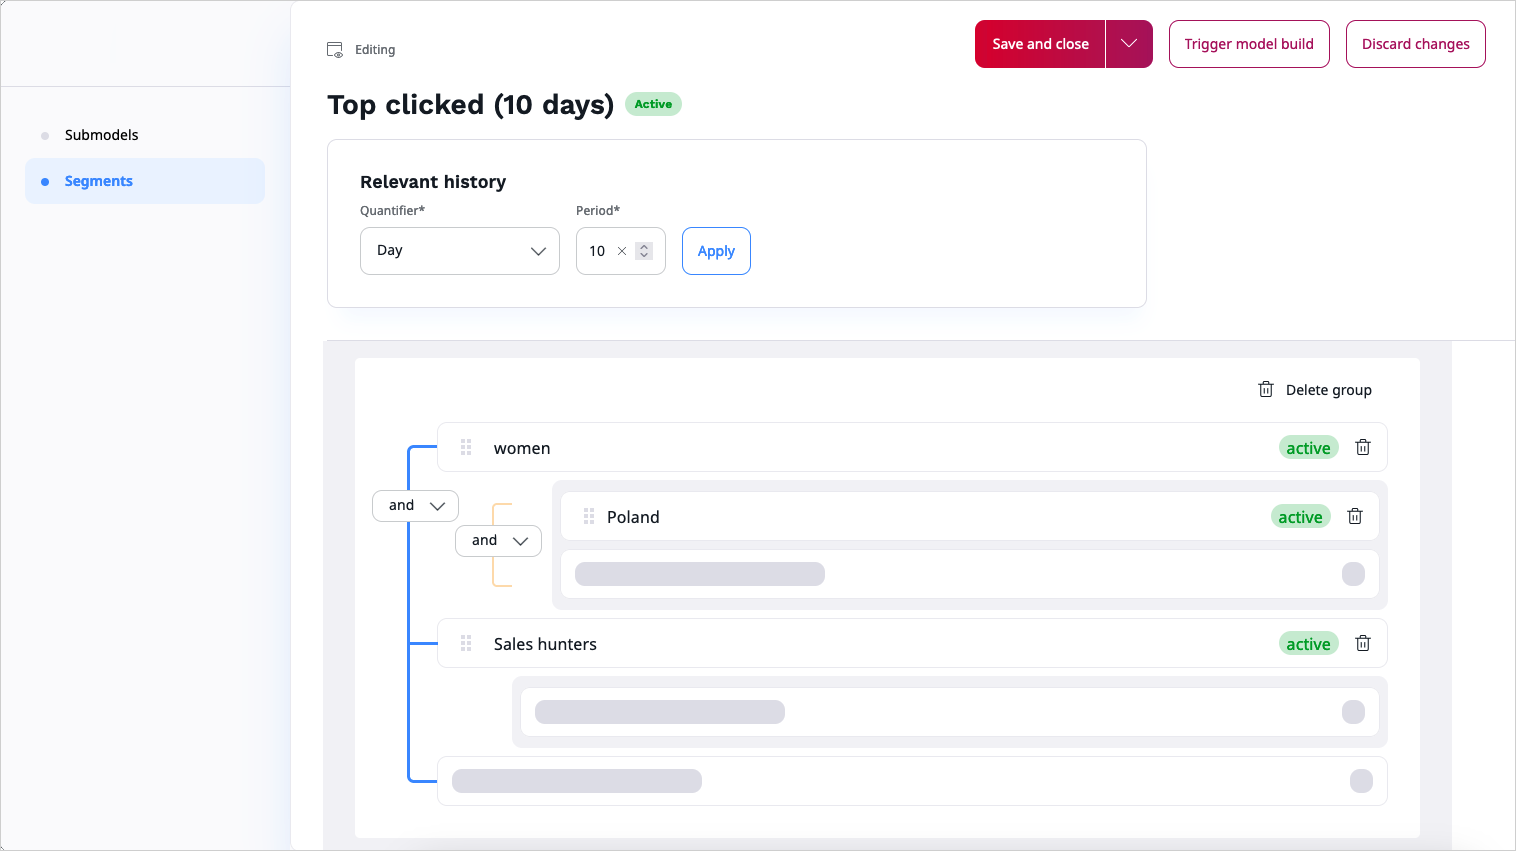 Editing
Save and close
Trigger model build
Discard changes
Top clicked (10 days)
Active
Submodels
Segments
Relevant history
Quantifier*
Period*
Day
10
Apply
Delete group
women
active
and
Poland
active
and
Sales hunters
active